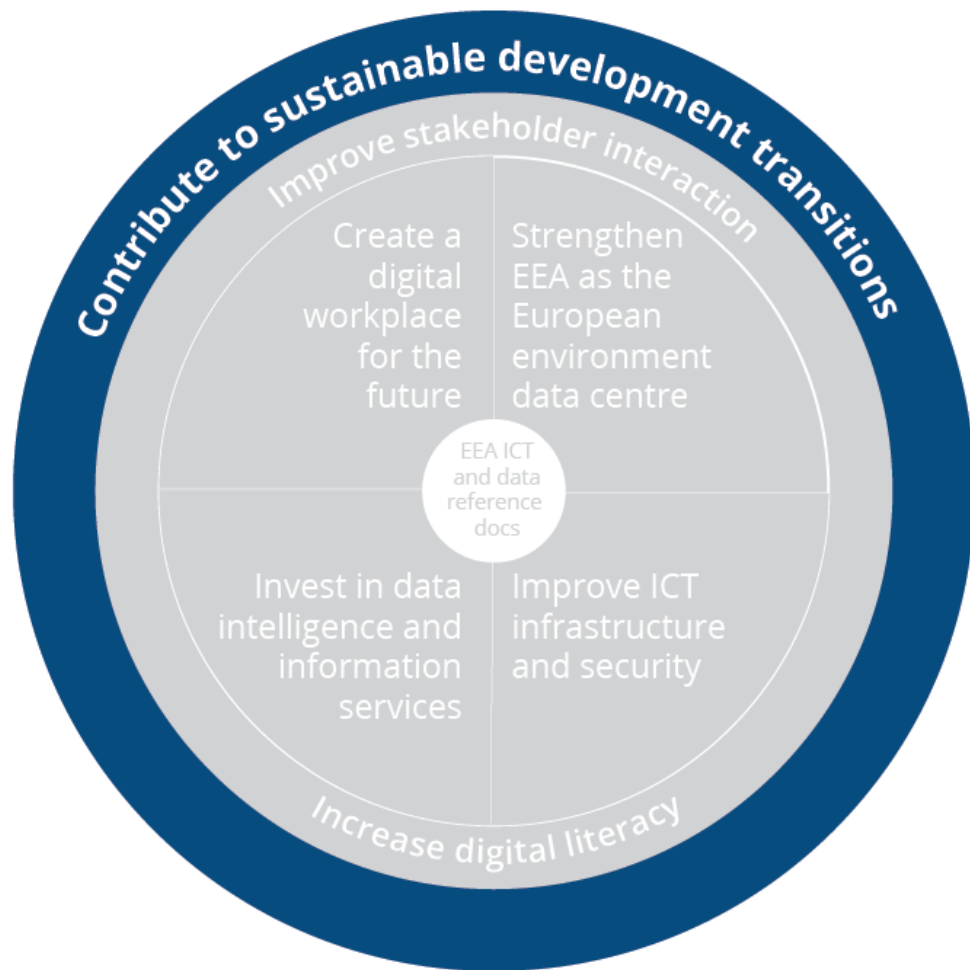 Contribute to sustainable development transitions
Improve stakeholder interaction
Create a
digital
workplace
for the
future
Strengthen
EEA as the
European
environment
data centre
EEA ICT
and data
reference
docs
Invest in data
intelligence and
information
services
Improve ICT
infrastructure
and security
Increase digital literacy